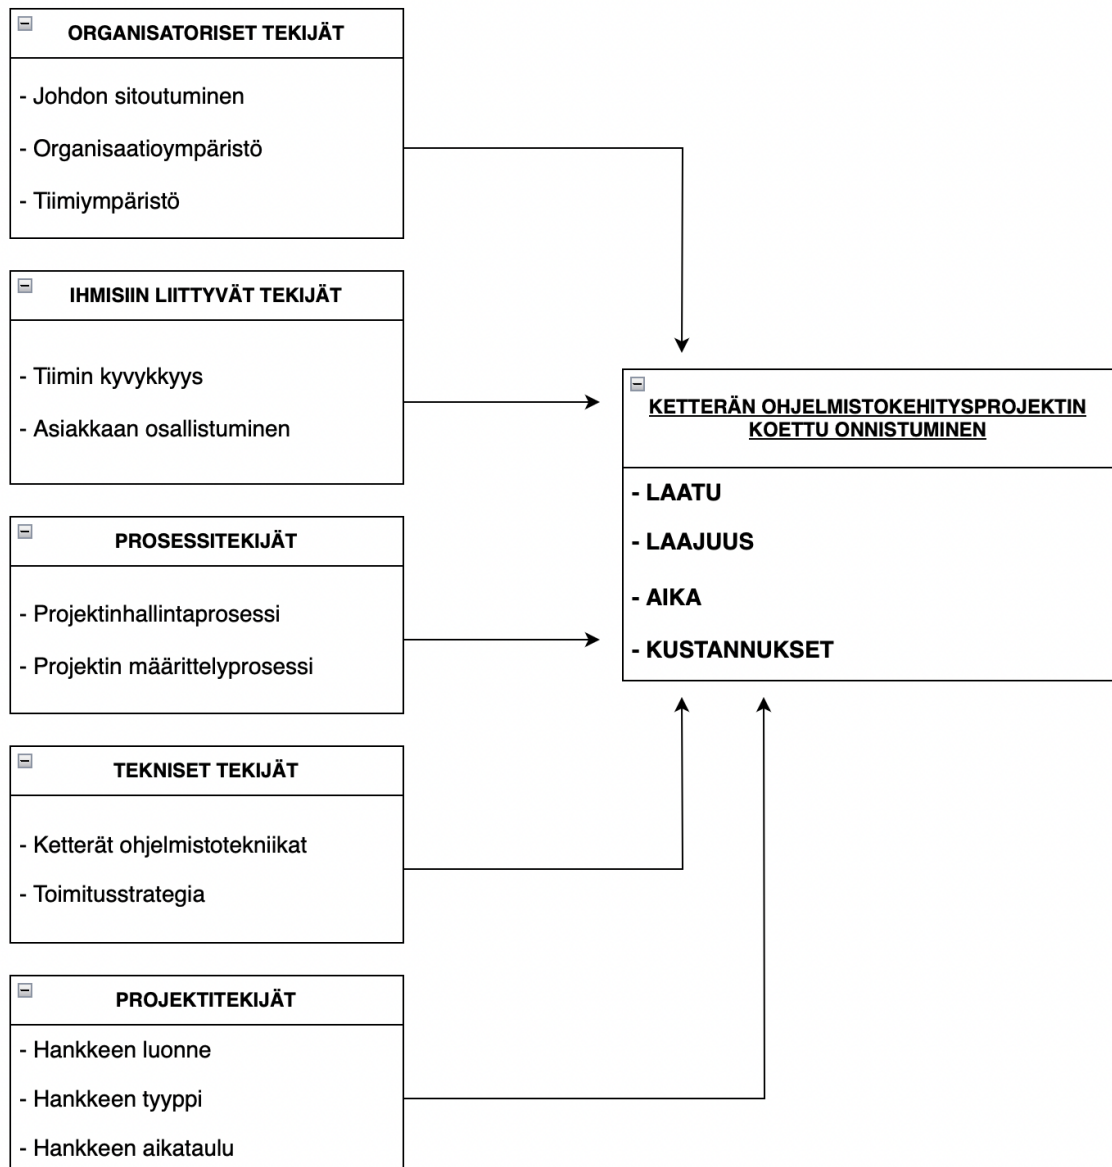 ORGANISATORISET TEKIJÄT
- Johdon sitoutuminen
- Organisaatioympäristö
- Tiimiympäristö
IHMISIIN LIITTYVÄT TEKIJÄT
- Tiimin kyvykkyys
- Asiakkaan osallistuminen
PROSESSITEKIJÄT
- Projektinhallintaprosessi
- Projektin määrittelyprosessi
TEKNISET TEKIJÄT
- Ketterät ohjelmistotekniikat
- Toimitusstrategia
PROJEKTITEKIJÄT
- Hankkeen luonne
- Hankkeen tyyppi
- Hankkeen aikataulu
KETTERÄN OHJELMISTOKEHITYSPROJEKTIN
KOETTU ONNISTUMINEN
- LAATU
- LAAJUUS
- AIKA
- KUSTANNUKSET